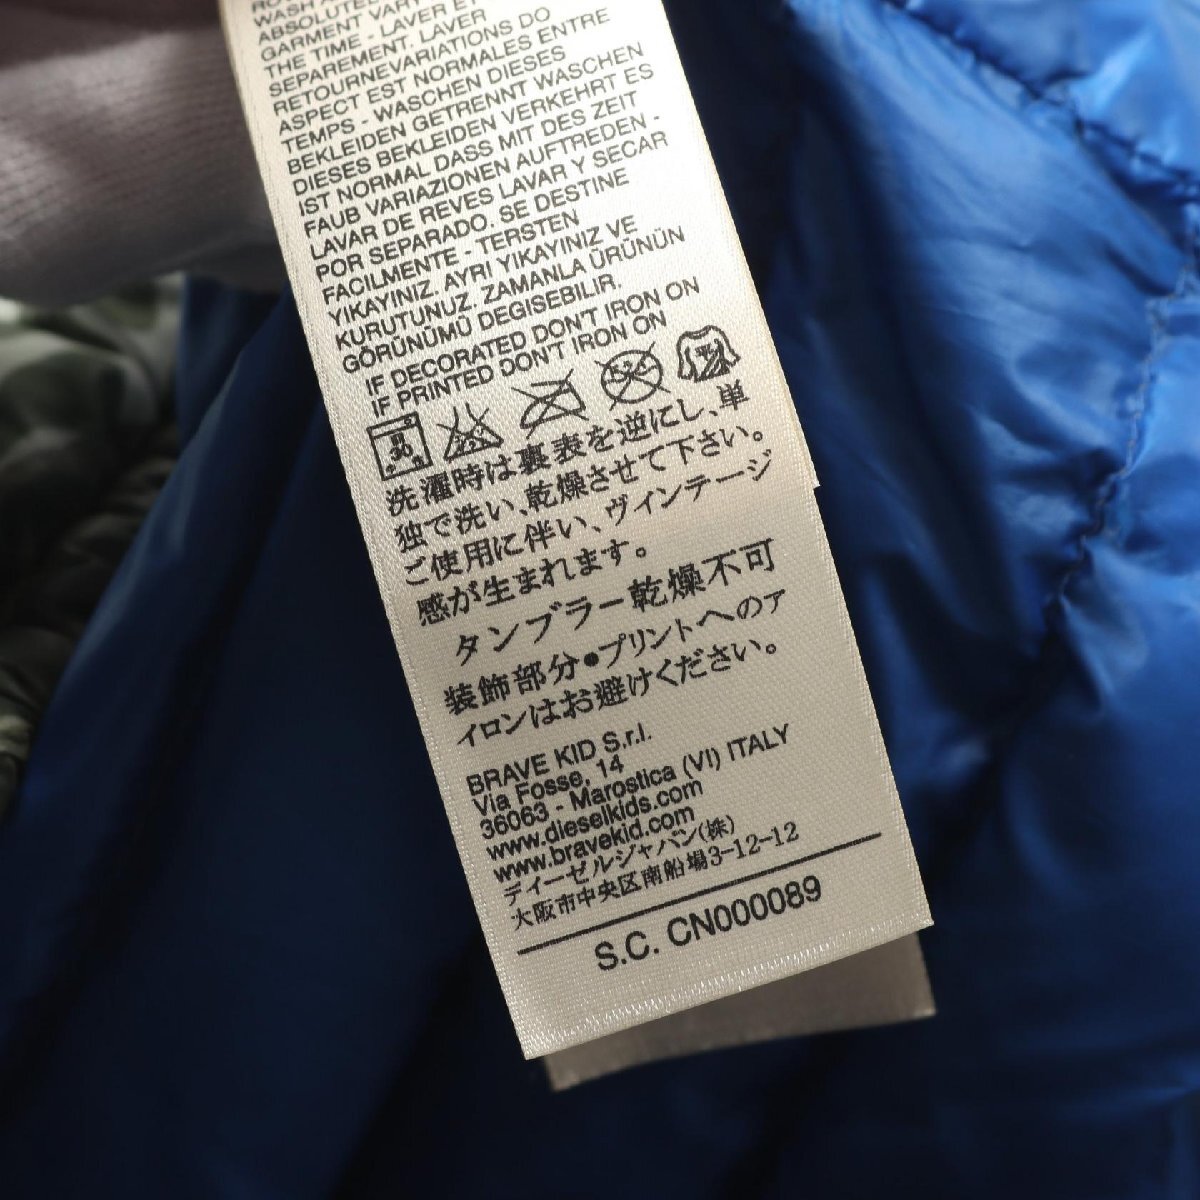 WASH A
ABSOLUTEL
GARMENT VARY
THE TIME - LAVER ET
SEPAREMENT. LAVER
RETOURNEVARIATIONS DO
ASPECT EST NORMALES ENTRE
TEMPS - WASCHEN DIESES
BEKLEIDEN GETRENNT WASCHEN
DIESES BEKLEIDEN VERKEHRT ES
IST NORMAL DASS MIT DES ZEIT
FAUB VARIAZIONEN AUFTREDEN -
LAVAR DE REVES LAVAR Y SECAR
POR SEPARADO. SE DESTINE
FACILMENTE - TERSTEN
YIKAYINIZ. AYRI YIKAYINIZ VE
KURUTUNUZ. ZAMANLA ÜRÜNÜN
GÖRÜNÜMÜ DEGISEBILIR.
IF DECORATED DON'T IRON ON
IF PRINTED DON'T IRON ON
洗濯時は裏表を逆にし、単
独で洗い、乾燥させて下さい。
ご使用に伴い、ヴィンテージ
感が生まれます。
タンブラー乾燥不可
装飾部分●プリントへのア
イロンはお避けください。
BRAVE KID S.r.l.
Via Fosse, 14
36063 - Marostica (VI) ITALY
www.dieselkids.com
www.bravekid.com
ディーゼルジャパン(株)
大阪市中央区南船場3-12-12
S.C. CN000089